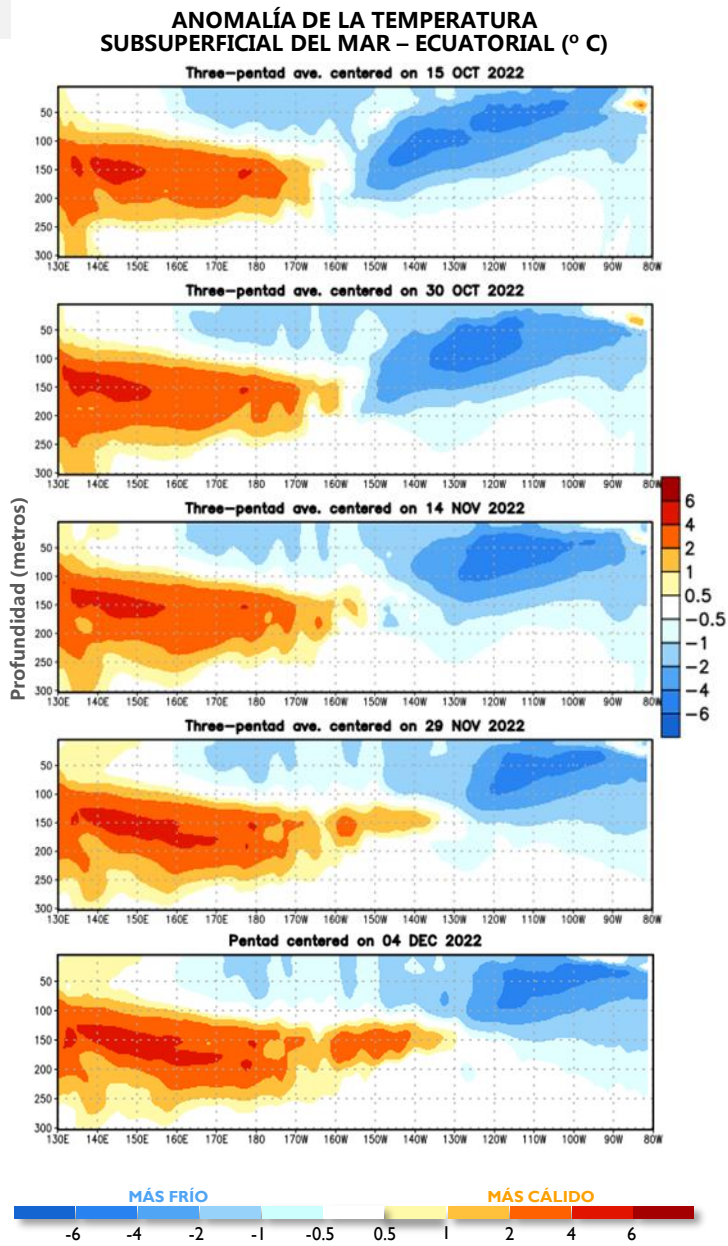 ANOMALÍA DE LA TEMPERATURA
SUBSUPERFICIAL DEL MAR – ECUATORIAL (º C)
Three-pentad ave. centered on 15 OCT 2022
50
100
150
200
250
300
130E 140E 150E 160E 170E 180 170W 160W 150W 140W 130W 120W 110W 100W 90W 80W
Three-pentad ave. centered on 30 OCT 2022
50
100
150
200
250
300
130E 140E 150E 160E 170E 180 170W 160W 150W 140W 130W 120W 110W 100W 90W 80W
Three-pentad ave. centered on 14 NOV 2022
50
100
150
200
250
300
130E 140E 150E 160E 170E 180 170W 160W 150W 140W 130W 120W 110W 100W 90W 80W
Three-pentad ave. centered on 29 NOV 2022
50
100
150
200
250
300
130E 140E 150E 160E 170E 180 170W 160W 150W 140W 130W 120W 110W 100W 90W 80W
Pentad centered on 04 DEC 2022
50
100
150
200
250
300
130E 140E 150E 160E 170E 180 170W 160W 150W 140W 130W 120W 110W 100W 90W 80W
Profundidad (metros)
6
4
2
1
0.5
−0.5
−1
−2
−4
−6
MÁS FRÍO MÁS CÁLIDO
-6 -4 -2 -1 -0.5 0.5 1 2 4 6